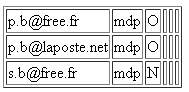 p.b@free.fr mdp O
p.b@laposte.net mdp O
s.b@free.fr mdp N